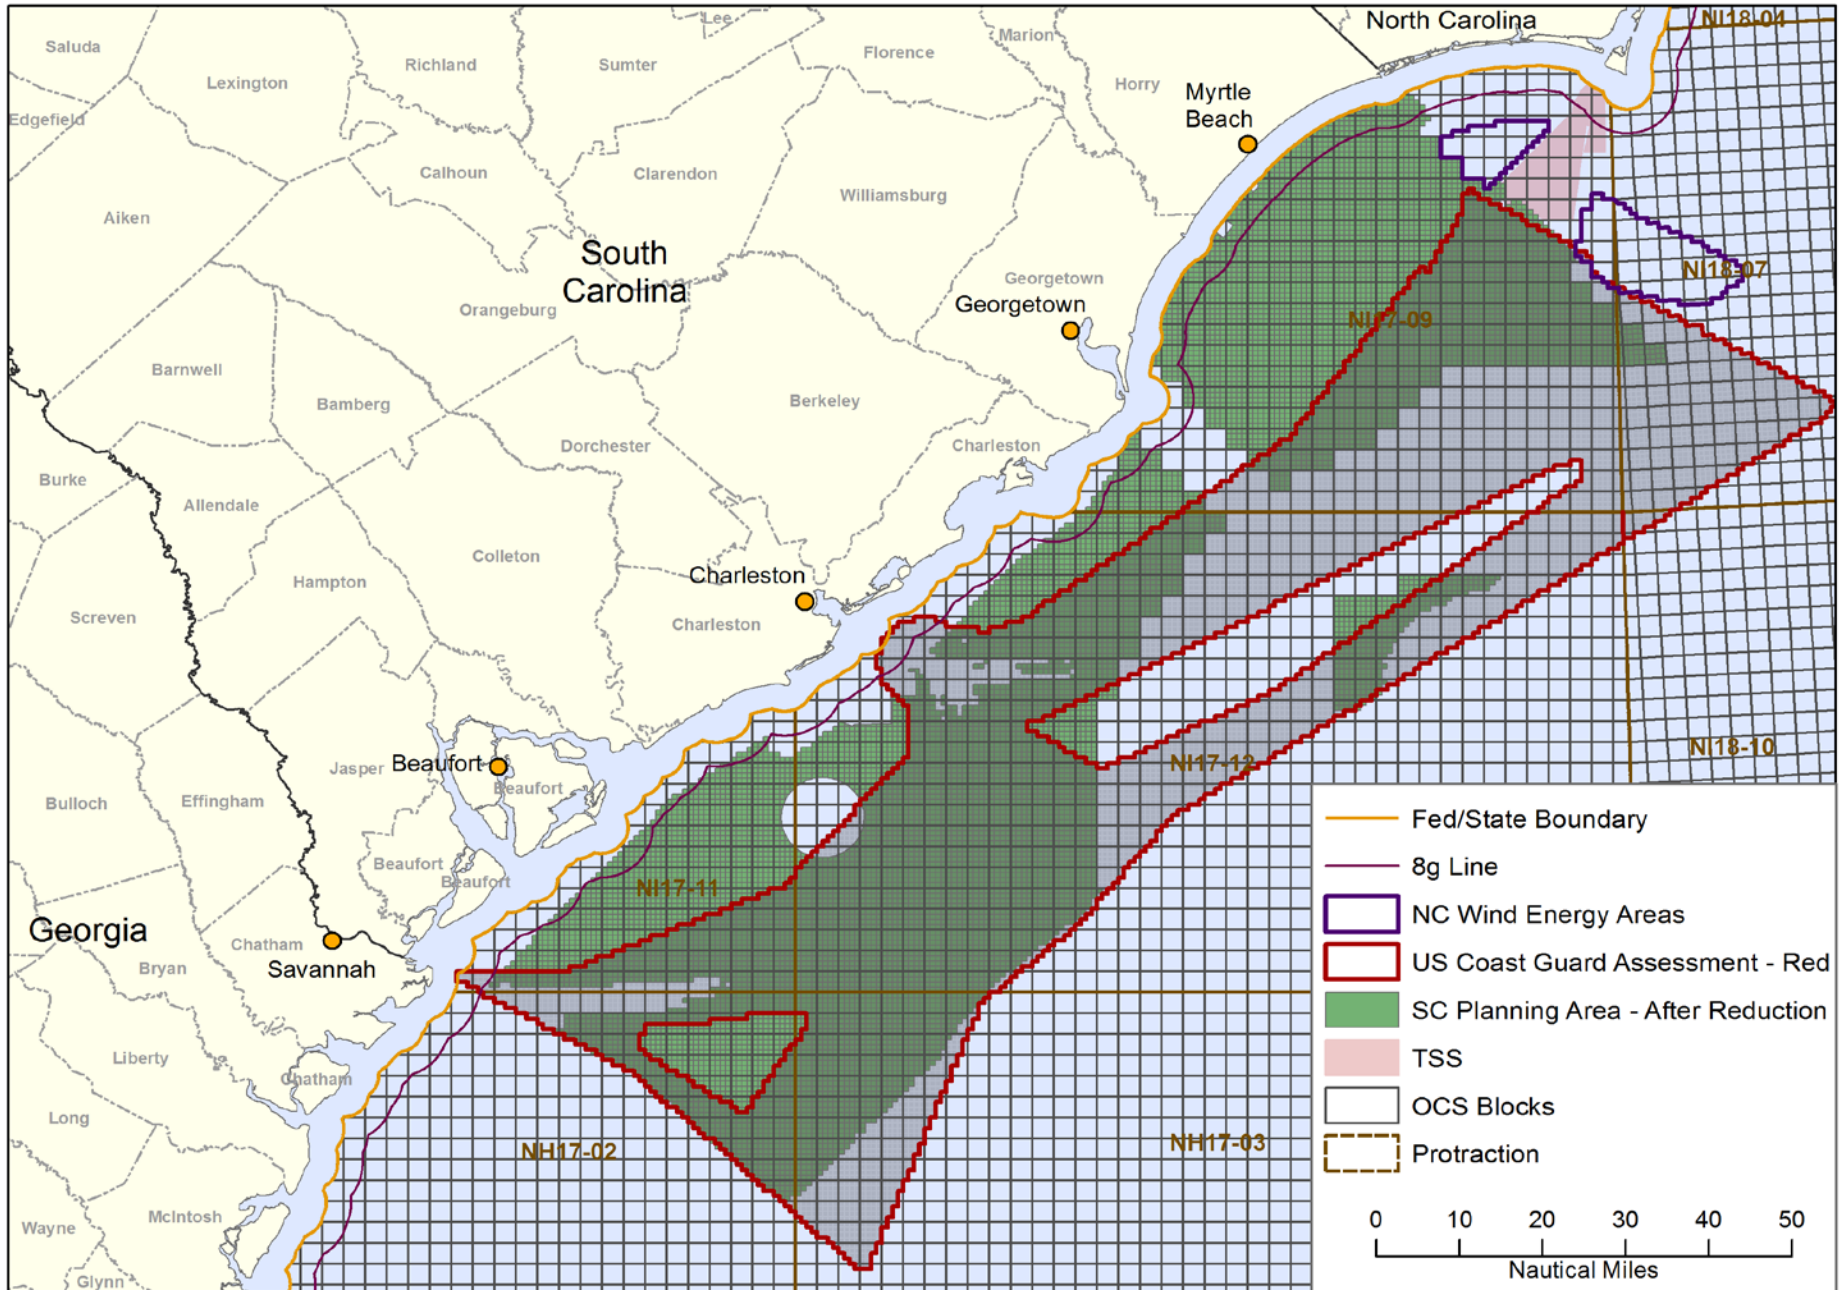 North Carolina
NI18-04
Lee
Saluda
Marion
Richland
Sumter
Florence
Lexington
Horry
Myrtle
Beach
Edgefield
Calhoun
Clarendon
Williamsburg
Aiken
South
Carolina
NI18-07
Georgetown
Georgetown
Orangeburg
NI17-09
Barnwell
Bamberg
Berkeley
Dorchester
Charleston
Burke
Allendale
Colleton
Charleston
Hampton
Screven
Charleston
NI18-10
Jasper
Beaufort
NI17-12
Beaufort
Bulloch
Effingham
Fed/State Boundary
Beaufort
8g Line
Beaufort
NI17-11
NC Wind Energy Areas
Georgia
Chatham
US Coast Guard Assessment - Red
Bryan
Savannah
SC Planning Area - After Reduction
Liberty
TSS
Chatham
OCS Blocks
Long
NH17-02
NH17-03
Protraction
McIntosh
Wayne
0 10 20 30 40 50
Nautical Miles
Glynn